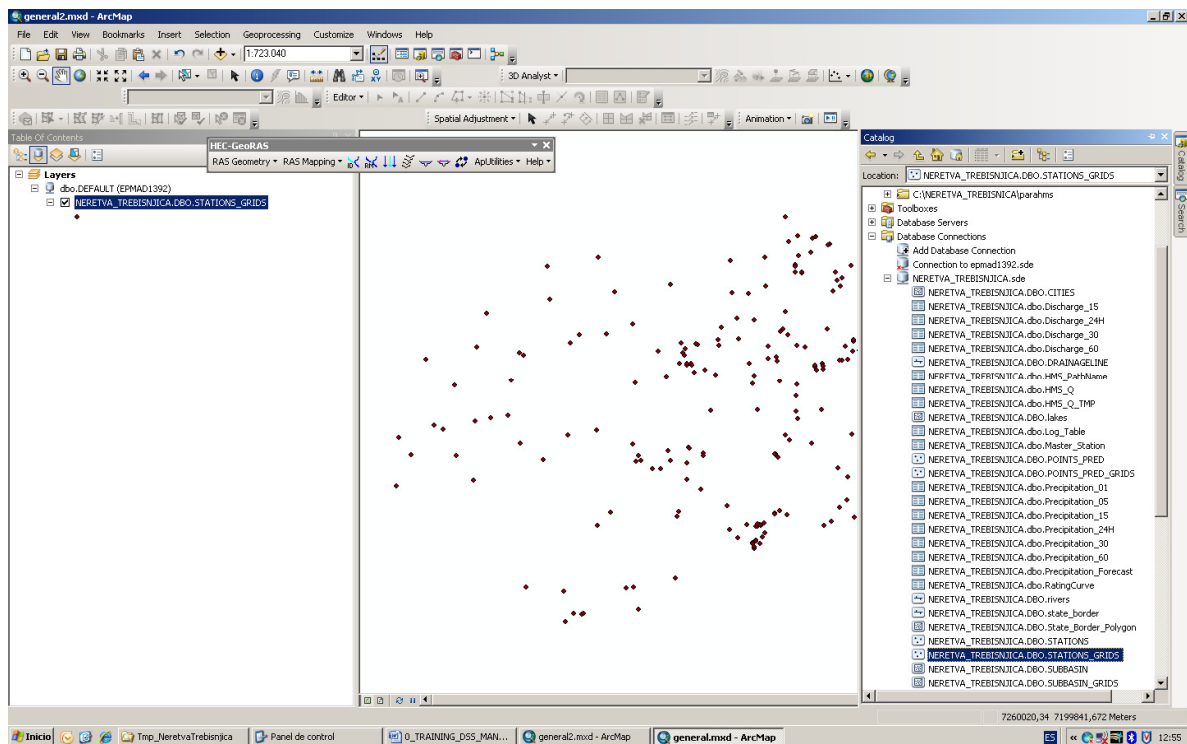 general2.mxd - ArcMap
File Edit View Bookmarks Insert Selection Geoprocessing Customize Windows Help
1:723.040
3D Analyst
Editor
Spatial Adjustment
Animation
Table Of Contents
Layers
dbo.DEFAULT (EPMAD1392)
NERETVA_TREBISNJICA.DBO.STATIONS_GRIDS
HEC-GeoRAS
RAS Geometry RAS Mapping ID RM ApUtilities Help
Catalog
Location: NERETVA_TREBISNJICA.DBO.STATIONS_GRIDS
C:\NERETVA_TREBISNICA\parahms
Toolboxes
Database Servers
Database Connections
Add Database Connection
Connection to epmad1392.sde
NERETVA_TREBISNJICA.sde
NERETVA_TREBISNJICA.DBO.CITIES
NERETVA_TREBISNJICA.dbo.Discharge_15
NERETVA_TREBISNJICA.dbo.Discharge_24H
NERETVA_TREBISNJICA.dbo.Discharge_30
NERETVA_TREBISNJICA.dbo.Discharge_60
NERETVA_TREBISNJICA.DBO.DRAINAGELINE
NERETVA_TREBISNJICA.dbo.HMS_PathName
NERETVA_TREBISNJICA.dbo.HMS_Q
NERETVA_TREBISNJICA.dbo.HMS_Q_TMP
NERETVA_TREBISNJICA.DBO.lakes
NERETVA_TREBISNJICA.dbo.Log_Table
NERETVA_TREBISNJICA.dbo.Master_Station
NERETVA_TREBISNJICA.DBO.POINTS_PRED
NERETVA_TREBISNJICA.DBO.POINTS_PRED_GRIDS
NERETVA_TREBISNJICA.dbo.Precipitation_01
NERETVA_TREBISNJICA.dbo.Precipitation_05
NERETVA_TREBISNJICA.dbo.Precipitation_15
NERETVA_TREBISNJICA.dbo.Precipitation_24H
NERETVA_TREBISNJICA.dbo.Precipitation_30
NERETVA_TREBISNJICA.dbo.Precipitation_60
NERETVA_TREBISNJICA.dbo.Precipitation_Forecast
NERETVA_TREBISNJICA.dbo.RatingCurve
NERETVA_TREBISNJICA.DBO.rivers
NERETVA_TREBISNJICA.DBO.state_border
NERETVA_TREBISNJICA.DBO.State_Border_Polygon
NERETVA_TREBISNJICA.DBO.STATIONS
NERETVA_TREBISNJICA.DBO.STATIONS_GRIDS
NERETVA_TREBISNJICA.DBO.SUBBASIN
NERETVA_TREBISNJICA.DBO.SUBBASIN_GRIDS
Catalog
Search
7260020,34 7199841,672 Meters
Inicio Tmp_NeretvaTrebisnjica Panel de control 0_TRAINING_DSS_MAN... general2.mxd - ArcMap general.mxd - ArcMap ES 12:55